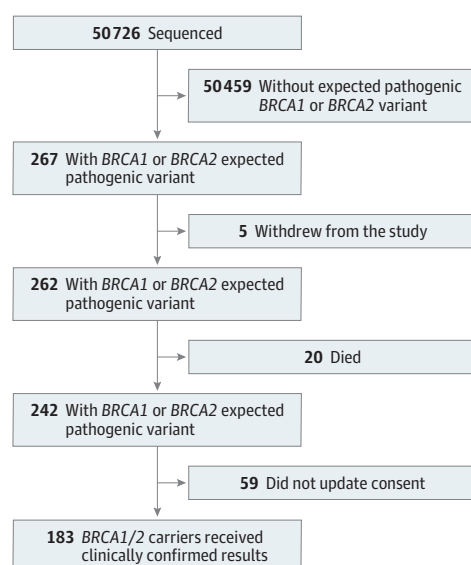 50726 Sequenced
50459 Without expected pathogenic
BRCA1 or BRCA2 variant
267 With BRCA1 or BRCA2 expected
pathogenic variant
5 Withdrew from the study
262 With BRCA1 or BRCA2 expected
pathogenic variant
20 Died
242 With BRCA1 or BRCA2 expected
pathogenic variant
59 Did not update consent
183 BRCA1/2 carriers received
clinically confirmed results